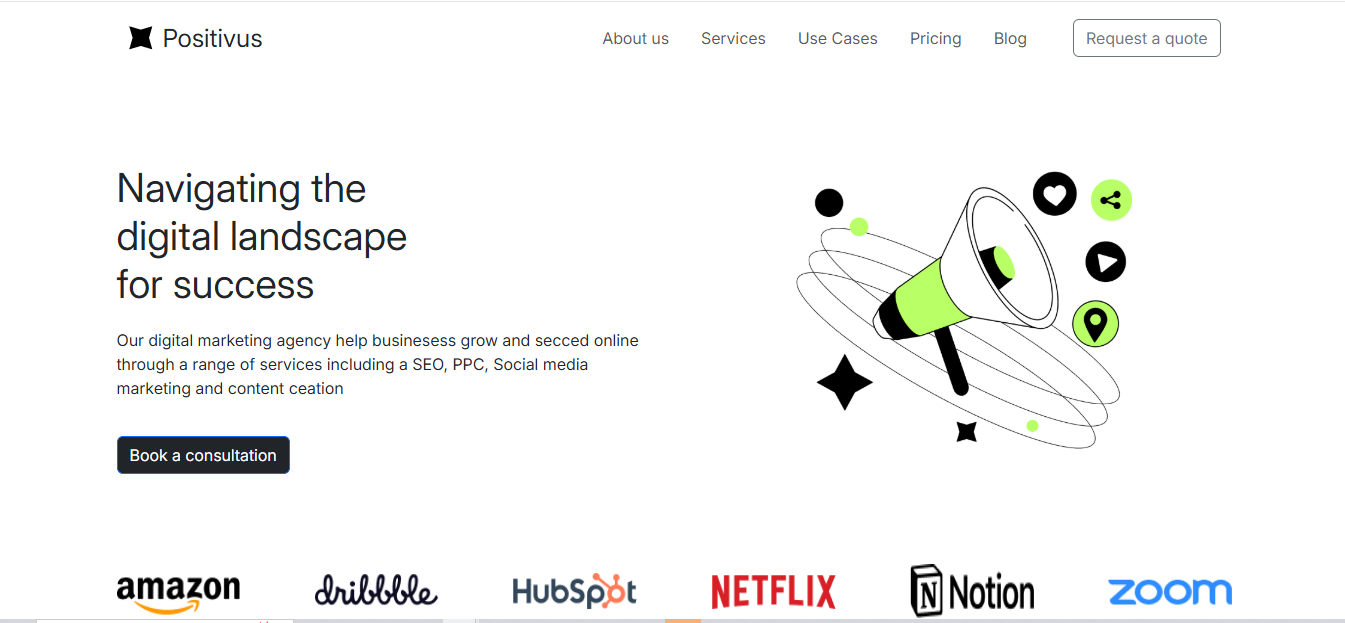 Positivus
About us
Services
Use Cases
Pricing
Blog
Request a quote
Navigating the
digital landscape
for success
Our digital marketing agency help businesess grow and secced online
through a range of services including a SEO, PPC, Social media
marketing and content ceation
Book a consultation
amazon
dribbble
HubSpot
NETFLIX
N Notion
zoom